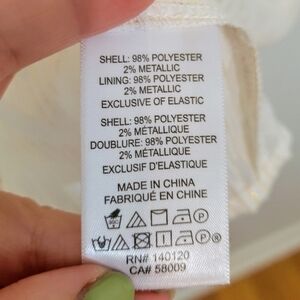 SHELL: 98% POLYESTER
2% METALLIC
LINING: 98% POLYESTER
2% METALLIC
EXCLUSIVE OF ELASTIC
SHELL: 98% POLYESTER
2% MÉTALLIQUE
DOUBLURE: 98% POLYESTER
2% MÉTALLIQUE
EXCLUSIF D'ELASTIQUE
MADE IN CHINA
FABRIQUÉ EN CHINE
RN# 140120
CA# 58009